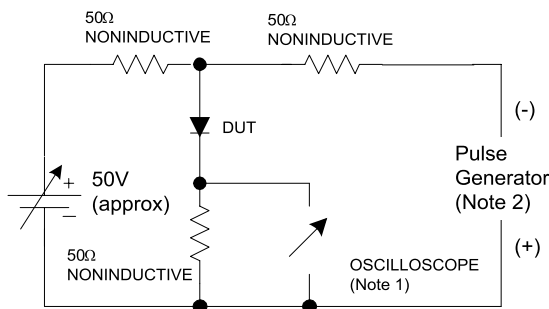 50Ω
NONINDUCTIVE
50Ω
NONINDUCTIVE
DUT
(-)
Pulse
Generator
(Note 2)
(+)
+
50V
−
(approx)
50Ω
NONINDUCTIVE
OSCILLOSCOPE
(Note 1)